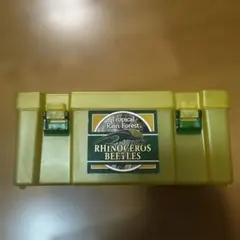 Tropical
Rain Forest
RHINOCEROS
BEETLES